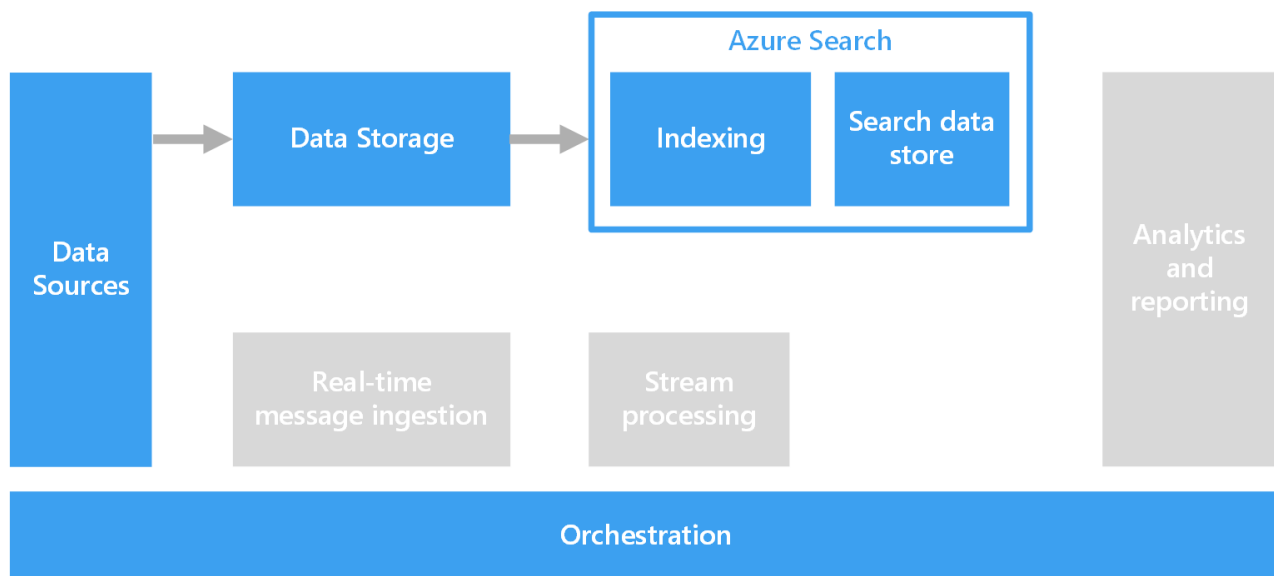 Azure Search
Data
Sources
Data Storage
Indexing
Search data
store
Analytics
and
reporting
Real-time
message ingestion
Stream
processing
Orchestration